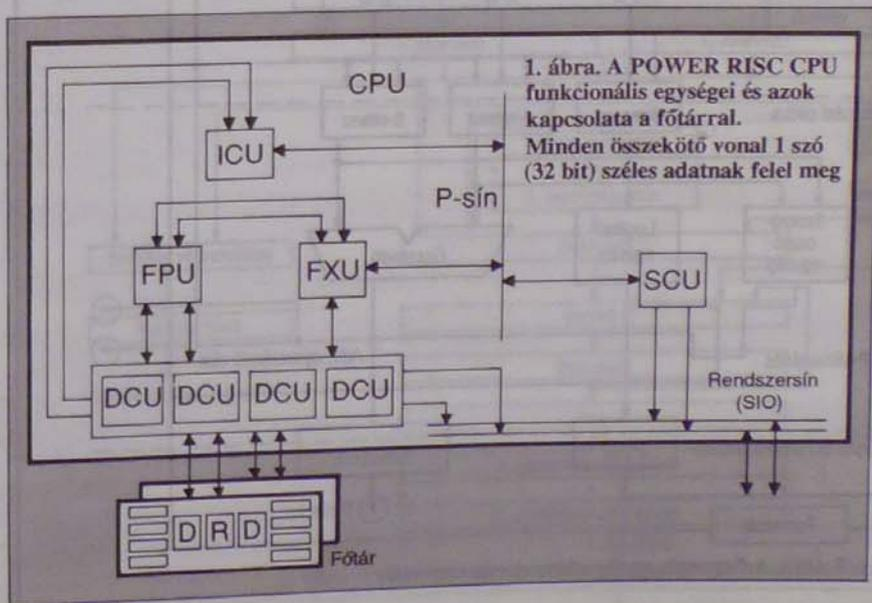 CPU
1. ábra. A POWER RISC CPU
funkcionális egységei és azok
kapcsolata a főtárral.
Minden összekötő vonal 1 szó
(32 bit) széles adatnak felel meg
ICU
P-sín
FPU
FXU
SCU
DCU DCU DCU DCU
Rendszersín
(SIO)
D R D
Főtár